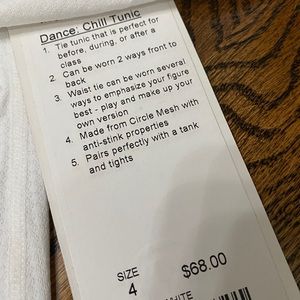 Dance: Chill Tunic
1. Tie tunic that is perfect for
before, during, or after a
class
2. Can be worn 2 ways front to
back
3. Waist tie can be worn several
ways to emphasize your figure
best - play and make up your
own version
4. Made from Circle Mesh with
anti-stink properties
5. Pairs perfectly with a tank
and tights
SIZE
4
$68.00
WHITE